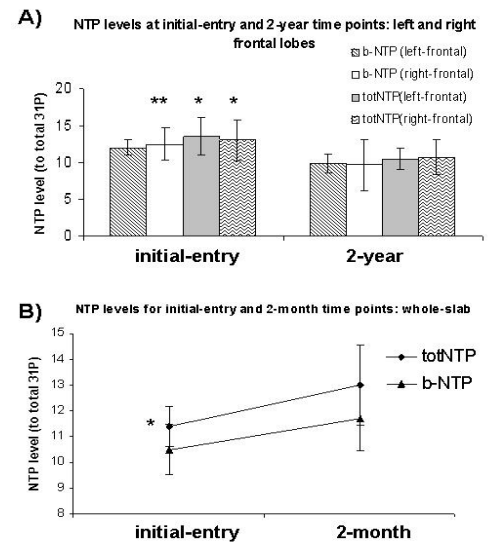 A)
NTP levels at initial-entry and 2-year time points: left and right
frontal lobes
b-NTP (left-frontal)
b-NTP (right-frontal)
totNTP(left-frontat)
totNTP(right-frontal)
NTP level (to total 31P)
20
15
10
5
0
** * *
initial-entry 2-year
B)
NTP levels for initial-entry and 2-month time points: whole-slab
NTP level (to total 31P)
15
14
13
12
11
10
9
8
totNTP
b-NTP
*
initial-entry 2-month